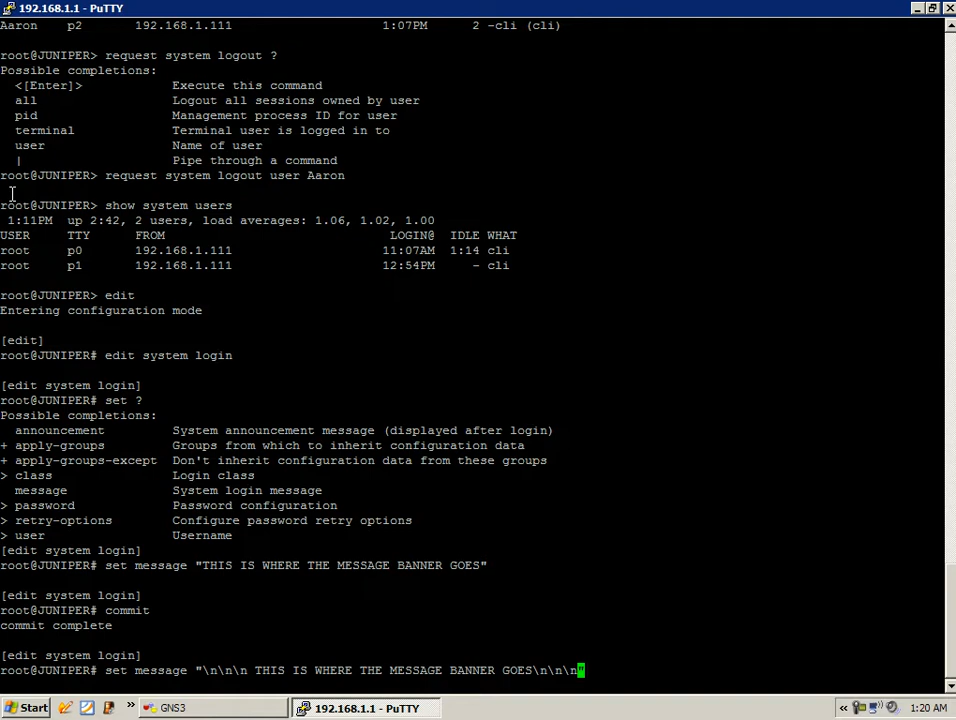 192.168.1.1 - PuTTY
Aaron    p2       192.168.1.111                    1:07PM      2 -cli (cli)
root@JUNIPER> request system logout ?
Possible completions:
  <[Enter]>            Execute this command
  all                  Logout all sessions owned by user
  pid                  Management process ID for user
  terminal             Terminal user is logged in to
  user                 Name of user
  |                    Pipe through a command
root@JUNIPER> request system logout user Aaron
root@JUNIPER> show system users
 1:11PM  up 2:42, 2 users, load averages: 1.06, 1.02, 1.00
USER     TTY      FROM                              LOGIN@  IDLE WHAT
root     p0       192.168.1.111                    11:07AM  1:14 cli
root     p1       192.168.1.111                    12:54PM     - cli
root@JUNIPER> edit
Entering configuration mode
[edit]
root@JUNIPER# edit system login
[edit system login]
root@JUNIPER# set ?
Possible completions:
  announcement         System announcement message (displayed after login)
+ apply-groups         Groups from which to inherit configuration data
+ apply-groups-except  Don't inherit configuration data from these groups
> class                Login class
  message              System login message
> password             Password configuration
> retry-options        Configure password retry options
> user                 Username
[edit system login]
root@JUNIPER# set message "THIS IS WHERE THE MESSAGE BANNER GOES"
[edit system login]
root@JUNIPER# commit
commit complete
[edit system login]
root@JUNIPER# set message "\n\n\n THIS IS WHERE THE MESSAGE BANNER GOES\n\n\n"
Start » GNS3 192.168.1.1 - PuTTY « 1:20 AM